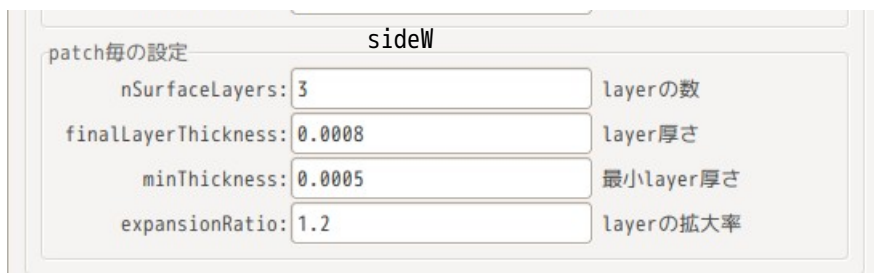 sideW
patch毎の設定
nSurfaceLayers: 3 layerの数
finalLayerThickness: 0.0008 layer厚さ
minThickness: 0.0005 最小layer厚さ
expansionRatio: 1.2 layerの拡大率